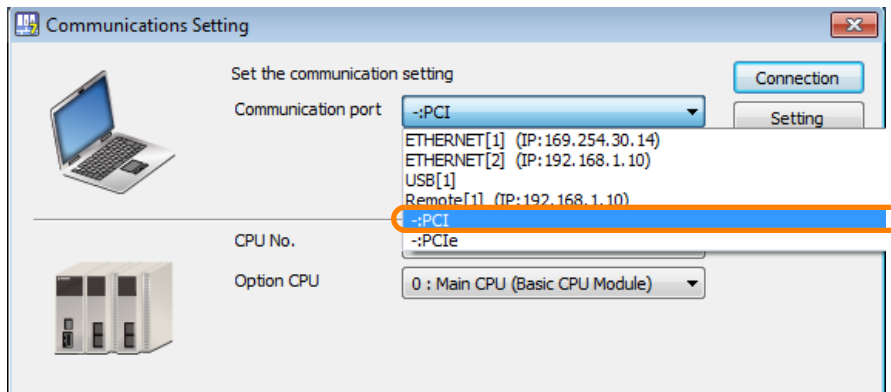 Communications Setting
Set the communication setting
Connection
Communication port
-:PCI
Setting
ETHERNET[1] (IP:169.254.30.14)
ETHERNET[2] (IP:192.168.1.10)
USB[1]
Remote[1] (IP:192.168.1.10)
-:PCI
-:PCIe
CPU No.
Option CPU
0 : Main CPU (Basic CPU Module)